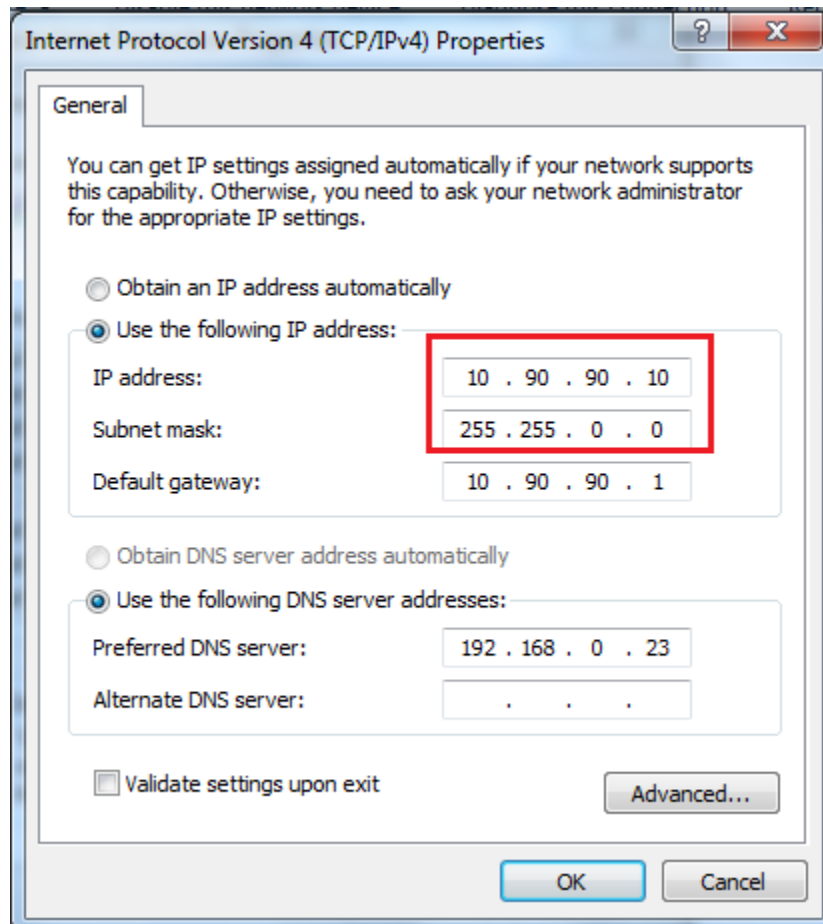 Internet Protocol Version 4 (TCP/IPv4) Properties
General
You can get IP settings assigned automatically if your network supports
this capability. Otherwise, you need to ask your network administrator
for the appropriate IP settings.
Obtain an IP address automatically
Use the following IP address:
IP address: 10 . 90 . 90 . 10
Subnet mask: 255 . 255 . 0 . 0
Default gateway: 10 . 90 . 90 . 1
Obtain DNS server address automatically
Use the following DNS server addresses:
Preferred DNS server: 192 . 168 . 0 . 23
Alternate DNS server: . . .
Validate settings upon exit
Advanced...
OK Cancel